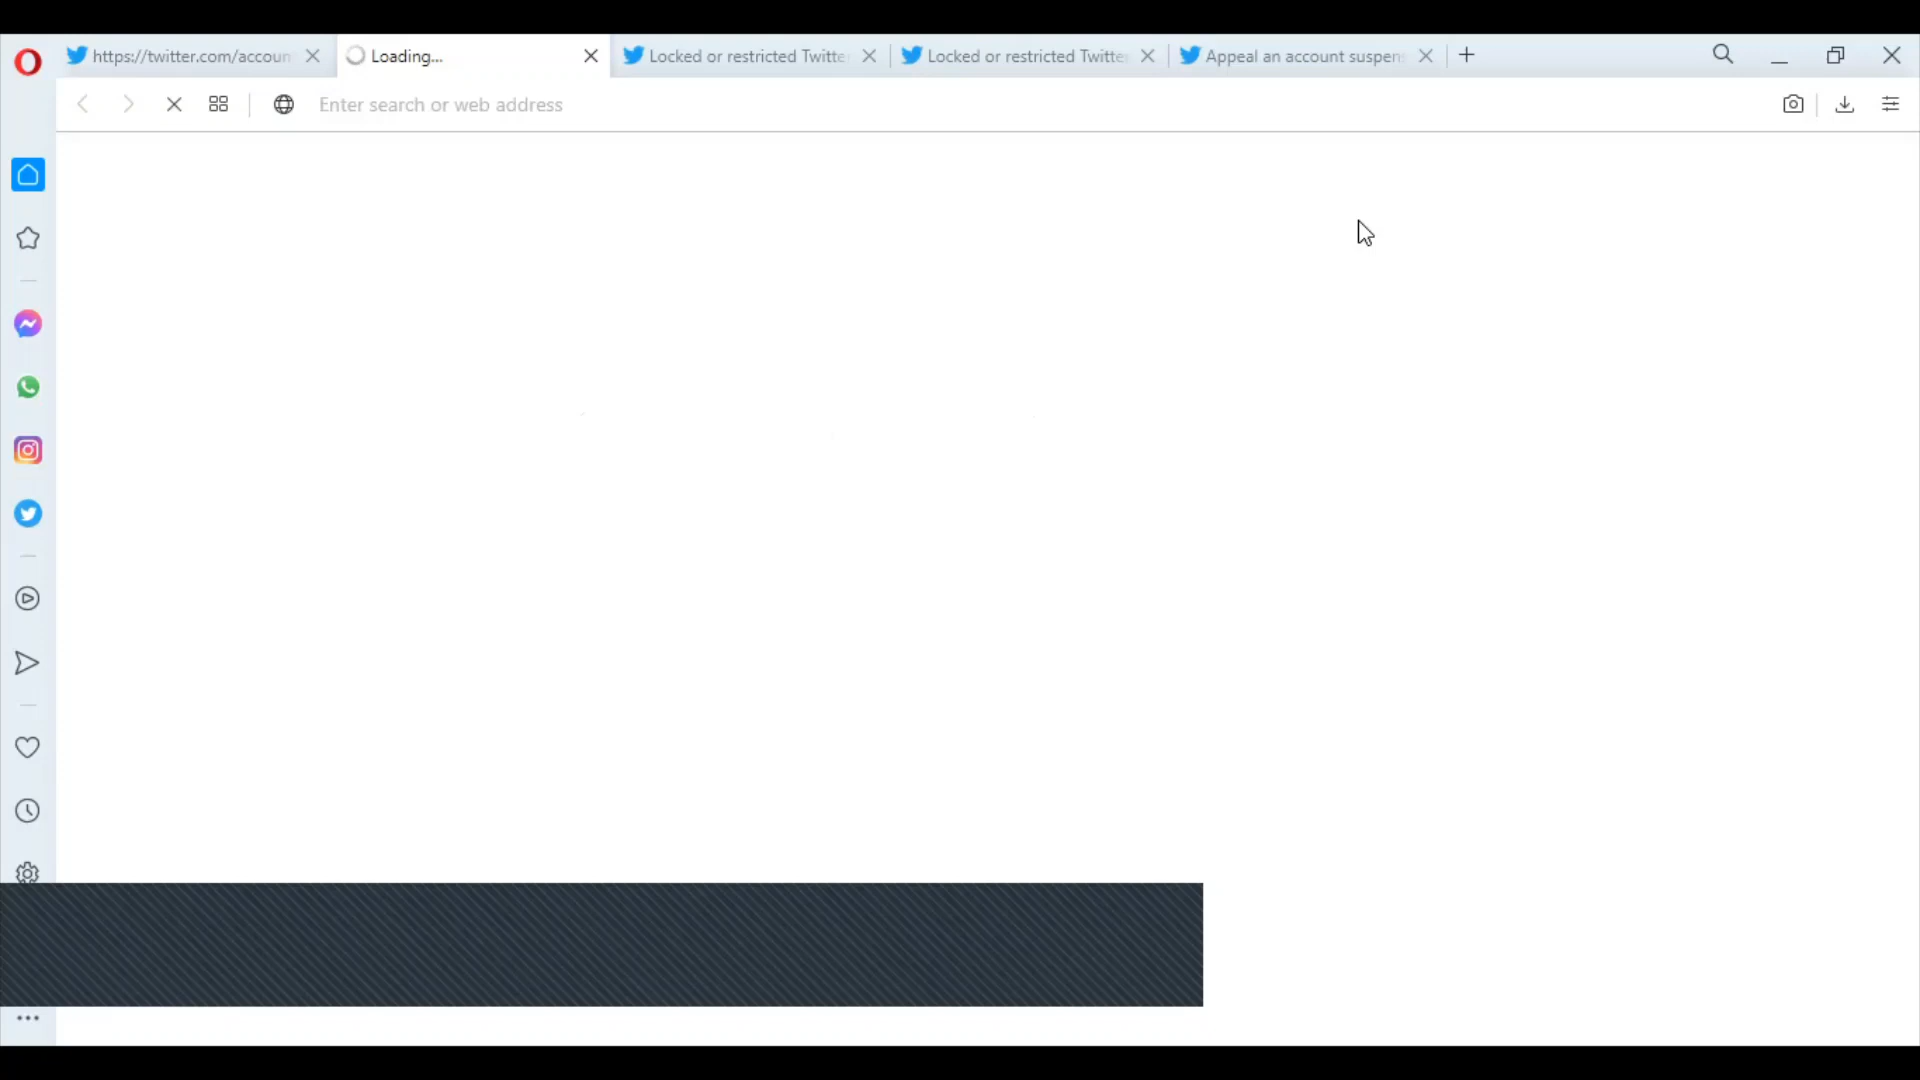 https://twitter.com/accoun
Loading...
Locked or restricted Twitte
Locked or restricted Twitte
Appeal an account suspen
Enter search or web address